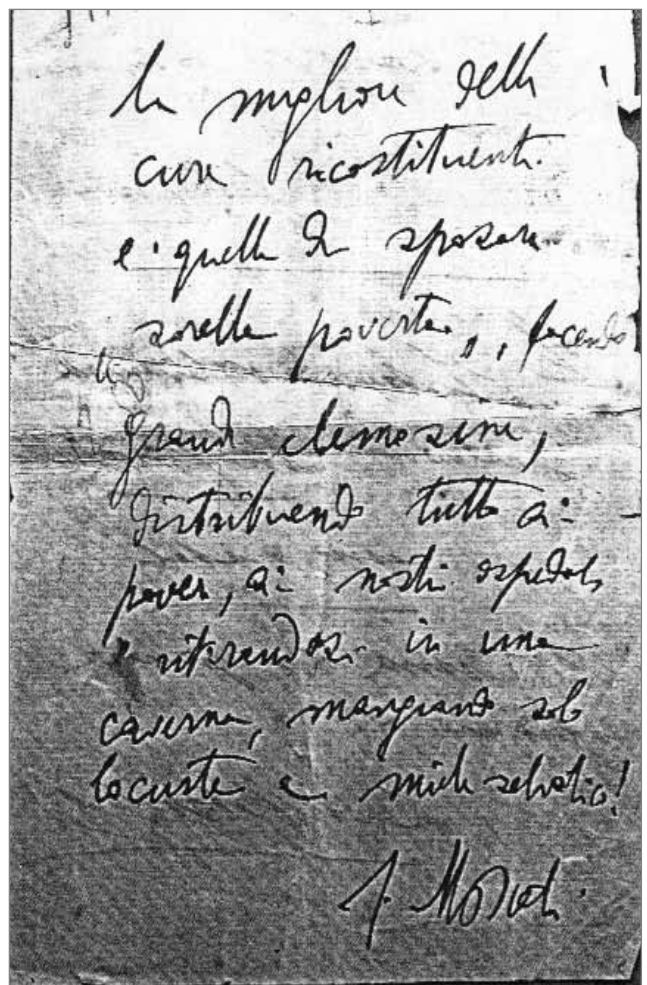 la migliore delle
cure ricostituenti
e' quella di sposare
"sorella povertà", facendo
grandi elemosine,
distribuendo tutto ai
poveri, ai nostri ospedali
e ritirandosi in una
caverna, mangiando solo
locuste e miele selvatico!
G. Moscati